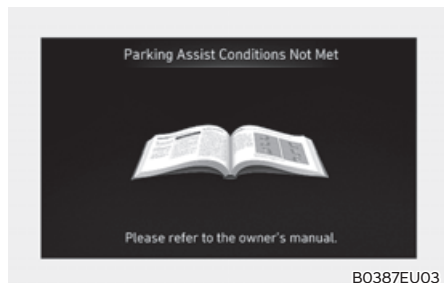 Parking Assist Conditions Not Met
Please refer to the owner's manual.
B0387EU03